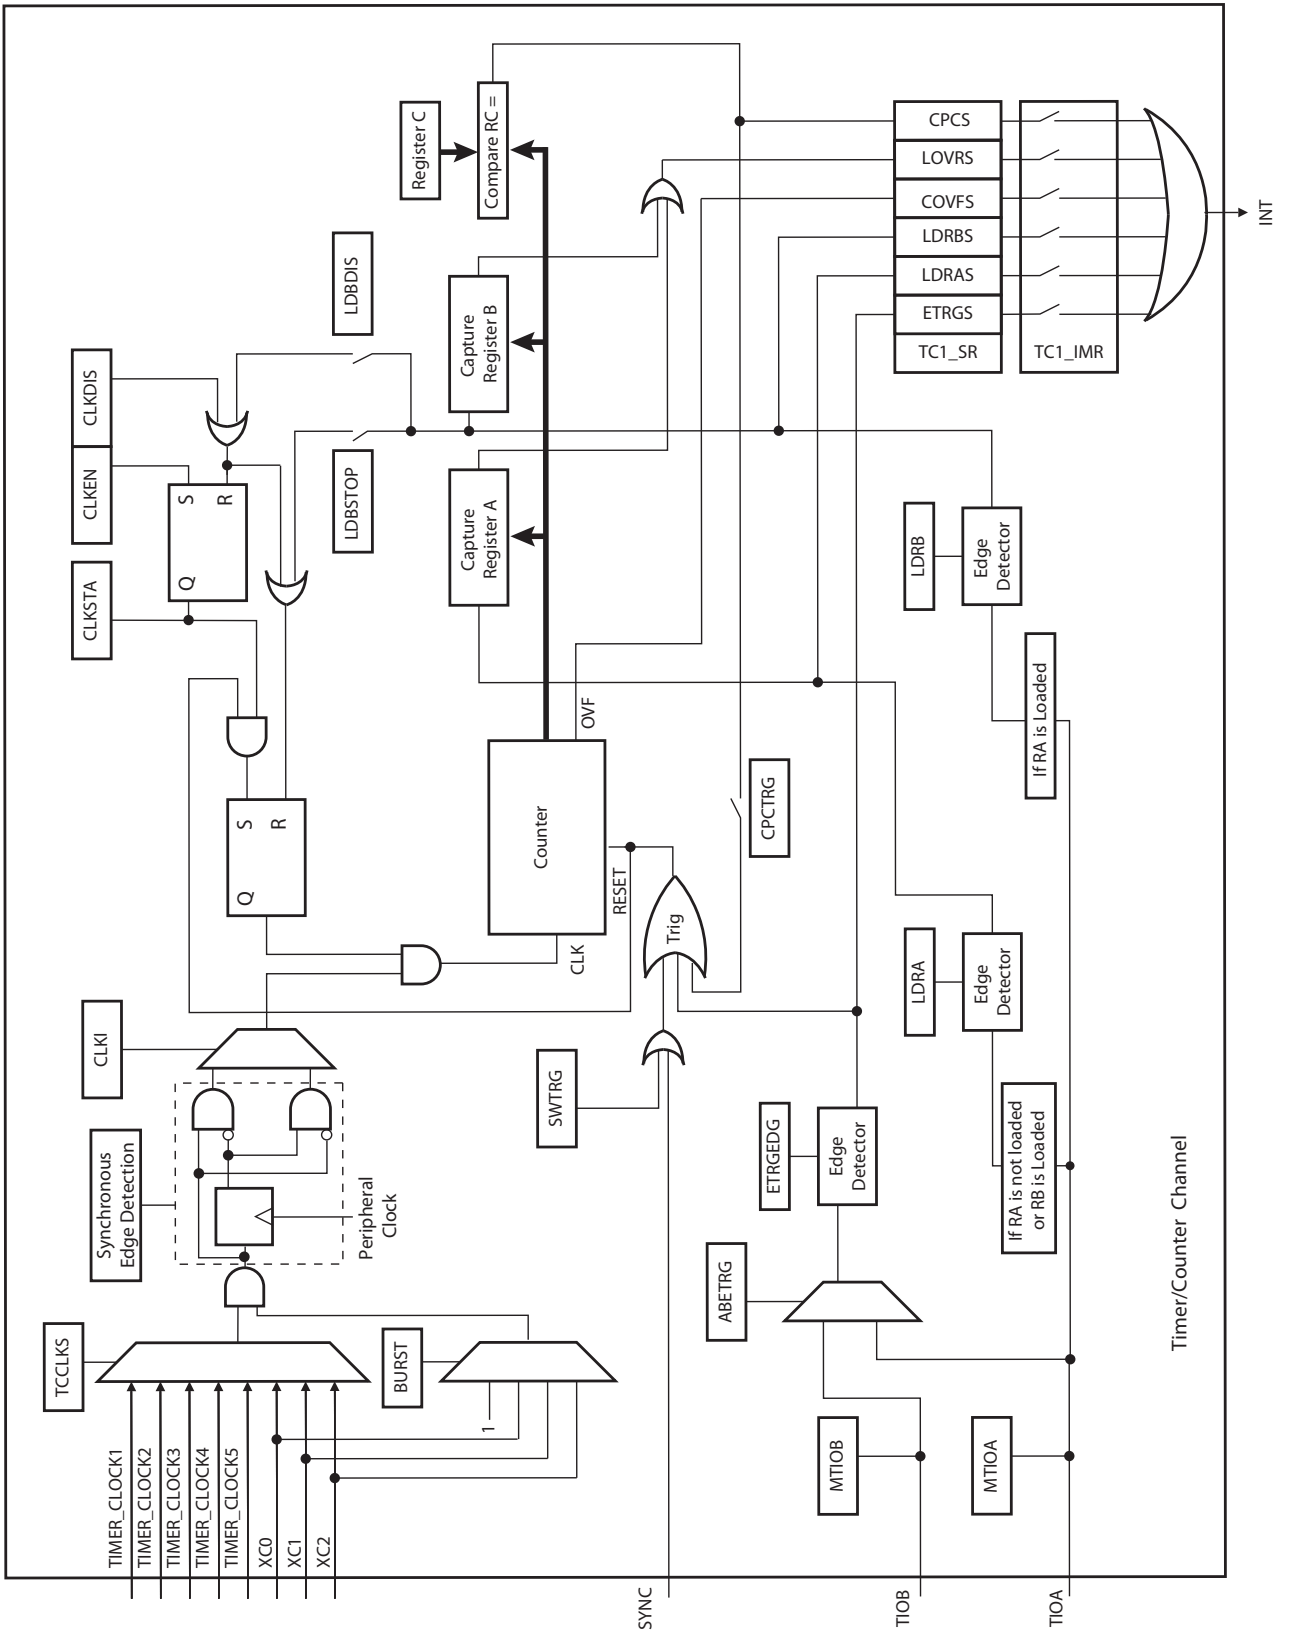 TCCLKS
TIMER_CLOCK1
TIMER_CLOCK2
TIMER_CLOCK3
TIMER_CLOCK4
TIMER_CLOCK5
XC0
XC1
XC2
Synchronous
Edge Detection
CLKI
CLKSTA
CLKEN
CLKDIS
BURST
1
Peripheral
Clock
Q
S
R
Q
S
R
LDBSTOP
LDBDIS
Register C
Capture
Register A
Capture
Register B
Compare RC =
SWTRG
SYNC
CLK
Counter
OVF
RESET
Trig
CPCTRG
ABETRG
ETRGEDG
Edge
Detector
MTIOB
TIOB
MTIOA
TIOA
If RA is not loaded
or RB is Loaded
LDRA
Edge
Detector
If RA is Loaded
LDRB
Edge
Detector
CPCS
LOVRS
COVFS
LDRBS
LDRAS
ETRGS
TC1_SR
TC1_IMR
INT
Timer/Counter Channel